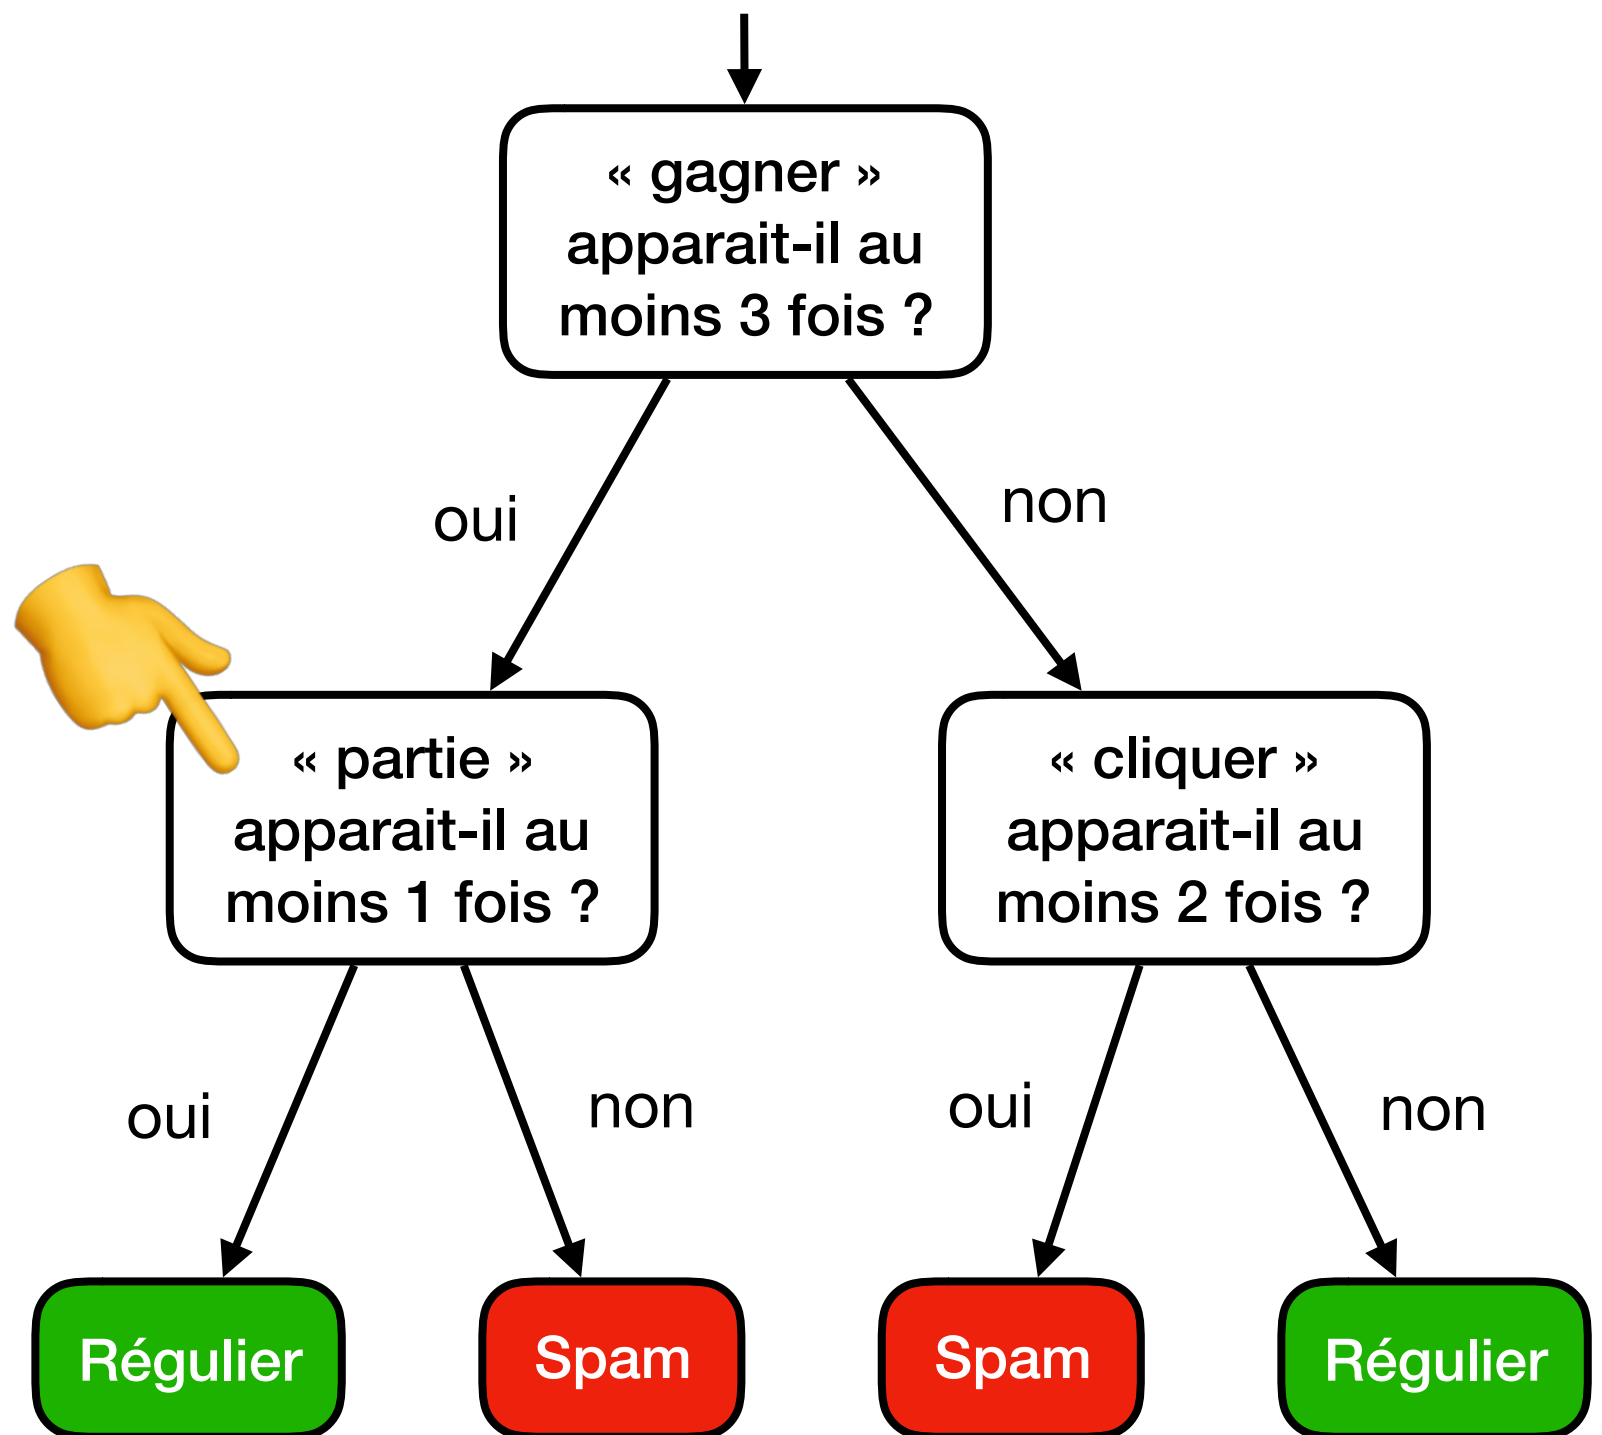 « gagner »
apparait-il au
moins 3 fois ?
oui
non
« partie »
apparait-il au
moins 1 fois ?
« cliquer »
apparait-il au
moins 2 fois ?
oui
non
oui
non
Régulier
Spam
Spam
Régulier